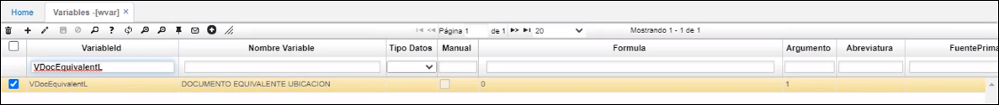 Home Variables -[wvar] ×
Página 1 de 1 20 Mostrando 1 - 1 de 1
VariableId Nombre Variable Tipo Datos Manual Formula Argumento Abreviatura FuentePrima
VDocEquivalentL
VDocEquivalentL DOCUMENTO EQUIVALENTE UBICACION 0 1